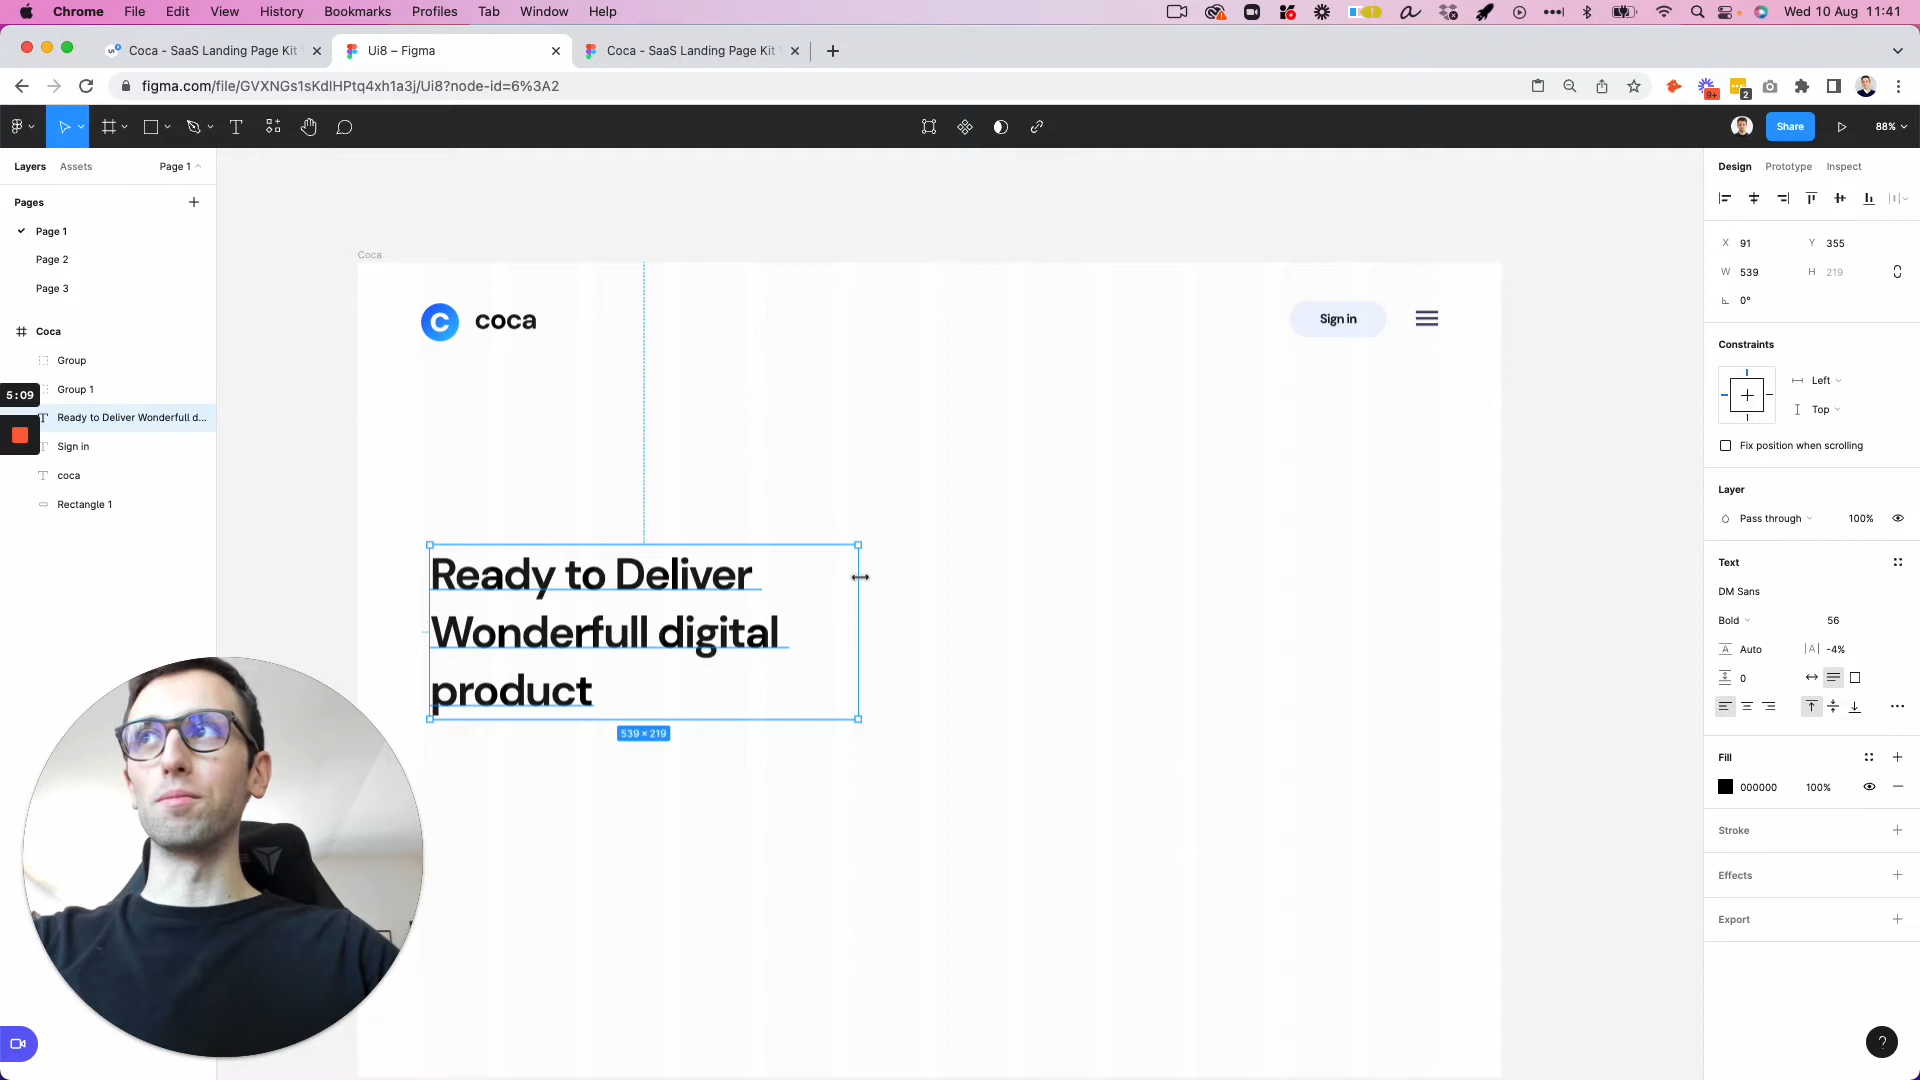 Chrome File Edit View History Bookmarks Profiles Tab Window Help Wed 10 Aug 11:41
Coca - SaaS Landing Page Kit Ui8 – Figma Coca - SaaS Landing Page Kit
figma.com/file/GVXNGs1sKdlHPtq4xh1a3j/Ui8?node-id=6%3A2
9+ 2
Share 88%
Layers Assets Page 1
Pages
Page 1
Page 2
Page 3
Coca
Group
Group 1
Ready to Deliver Wonderfull d...
Sign in
coca
Rectangle 1
5:09
Coca
coca
Sign in
Ready to Deliver
Wonderfull digital
product
539 × 219
Design Prototype Inspect
X 91 Y 355
W 539 H 219
0°
Constraints
Left
Top
Fix position when scrolling
Layer
Pass through 100%
Text
DM Sans
Bold 56
Auto -4%
0
Fill
000000 100%
Stroke
Effects
Export
?